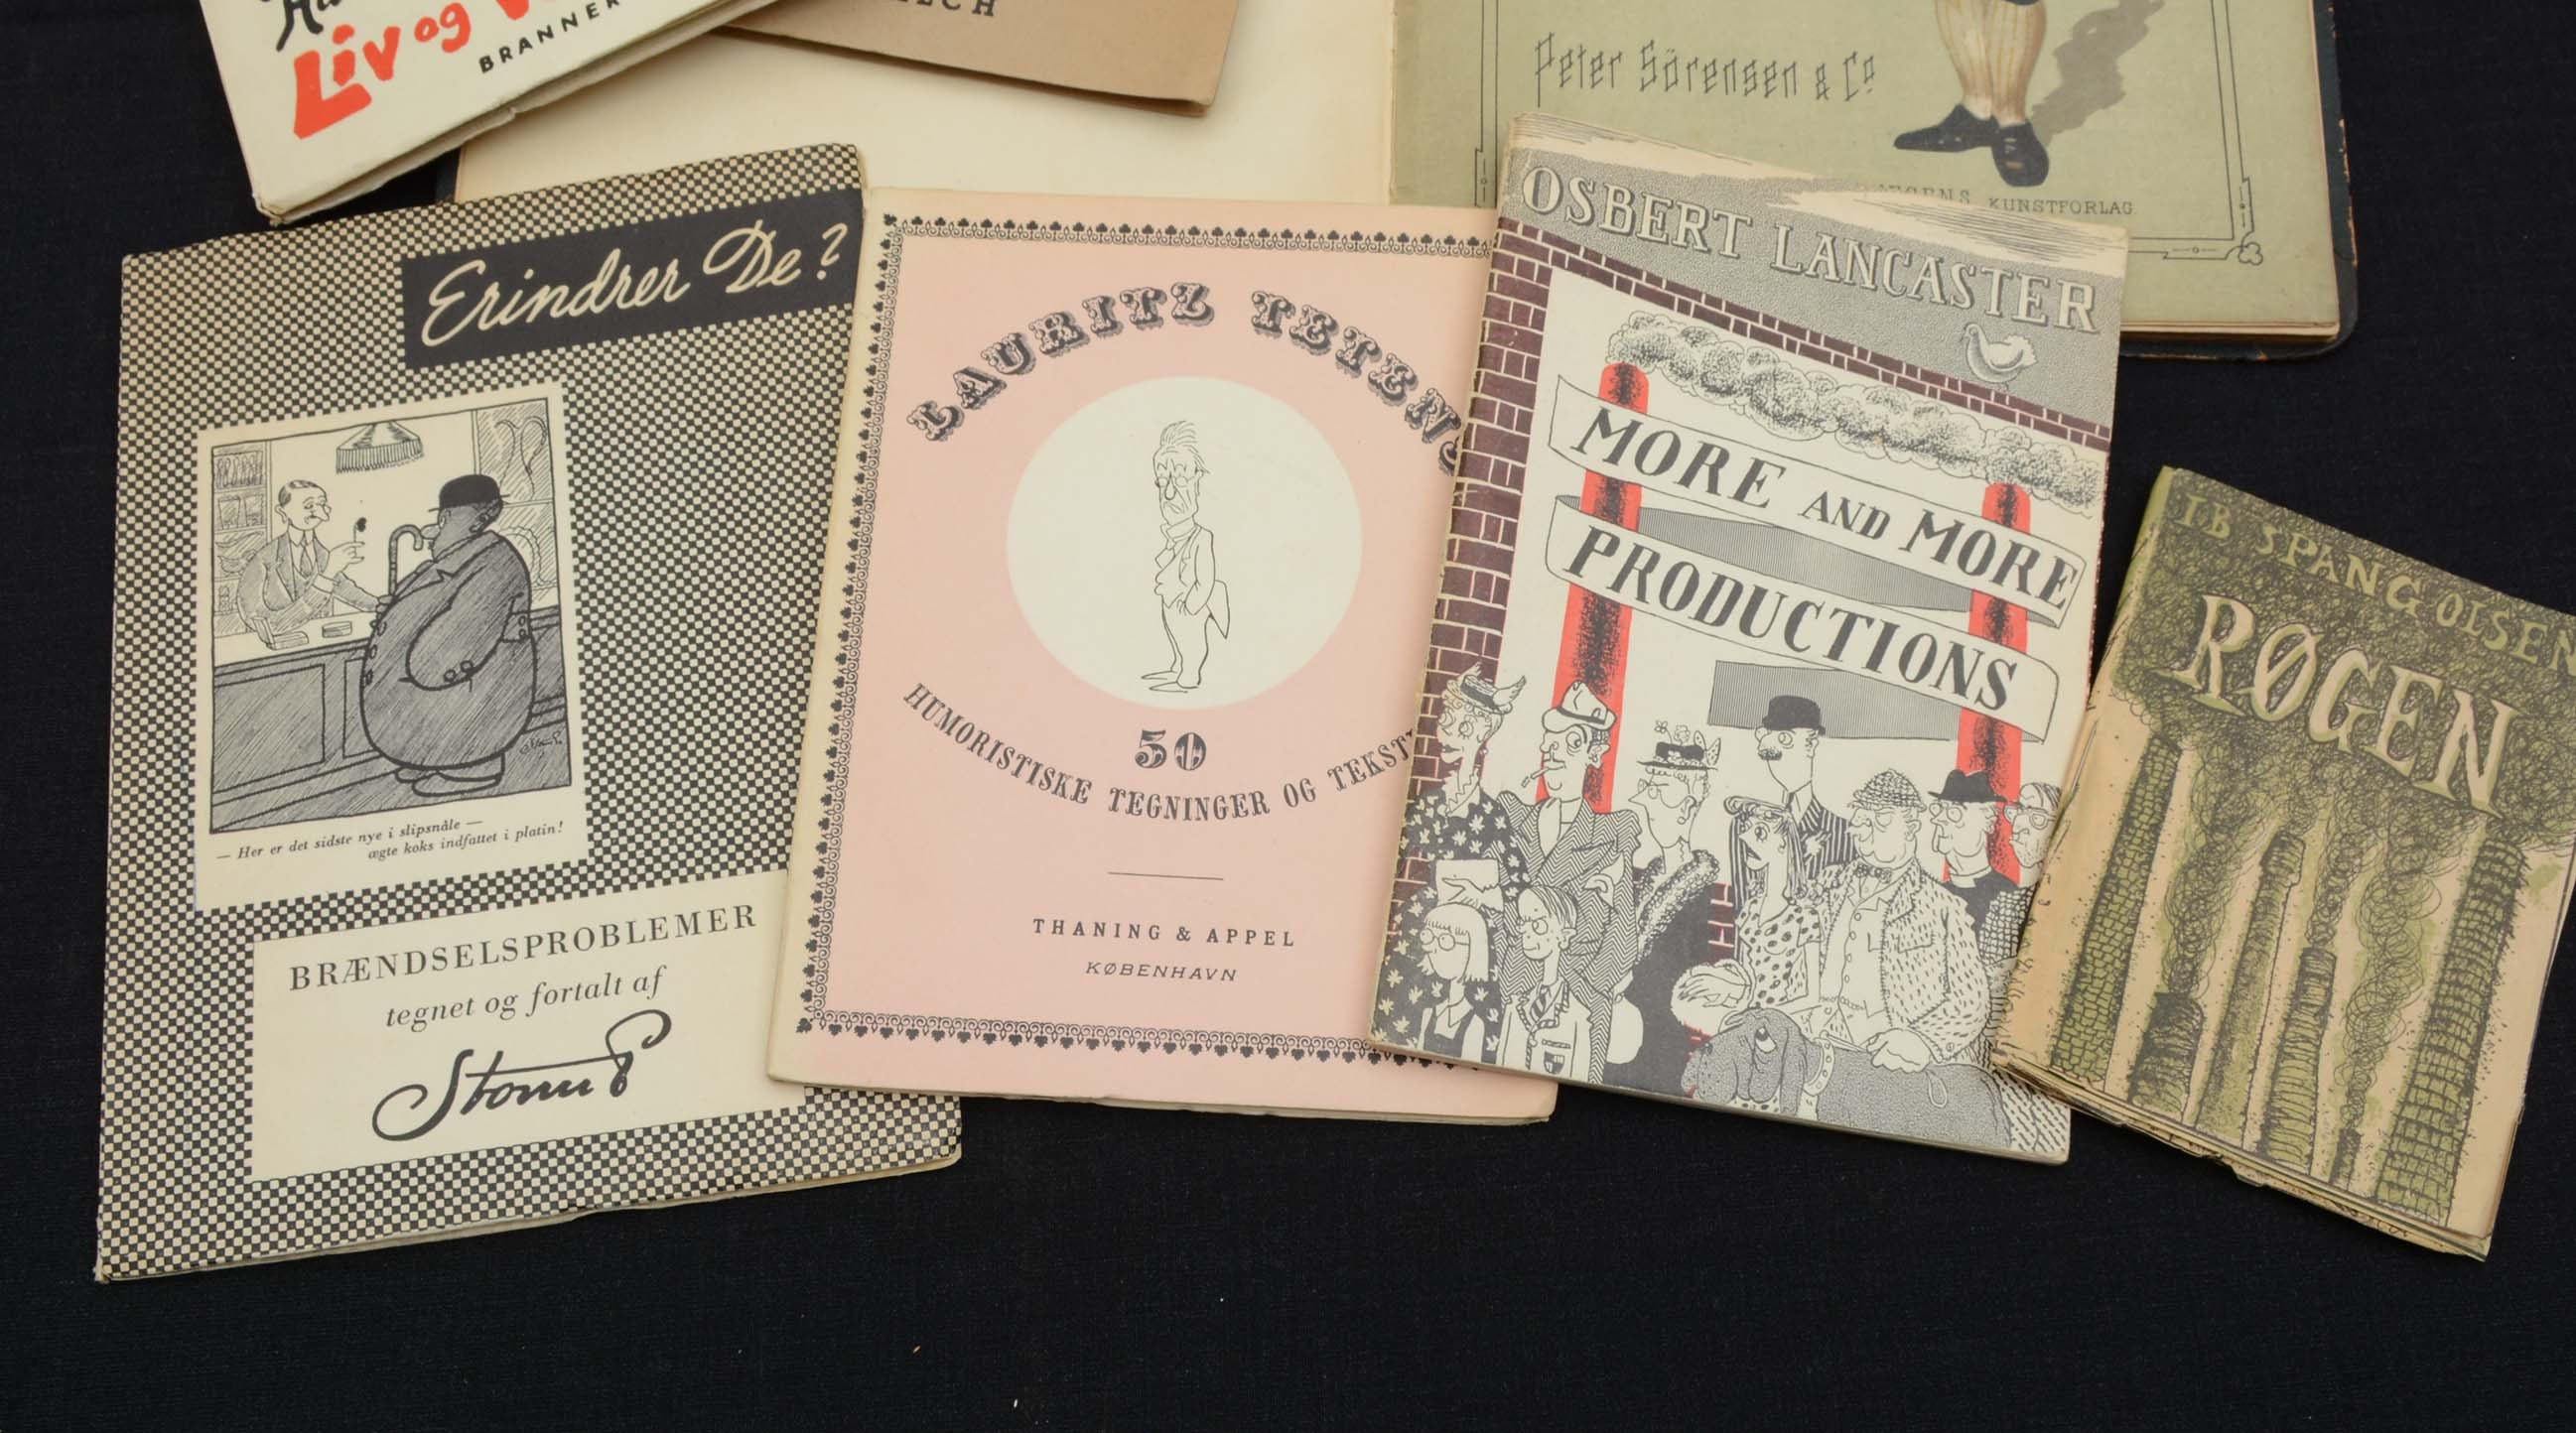 Liv og
BRANNER
Peter Sörensen & Co
KUNSTFORLAG.
Erindrer De?
— Her er det sidste nye i slipsnåle —
ægte koks indfattet i platin!
BRÆNDSELSPROBLEMER
tegnet og fortalt af
Storm P
LAURITZ TETENS
50
HUMORISTISKE TEGNINGER OG
THANING & APPEL
KØBENHAVN
OSBERT LANCASTER
MORE AND MORE
PRODUCTIONS
IB SPANG OLSEN
RØGEN